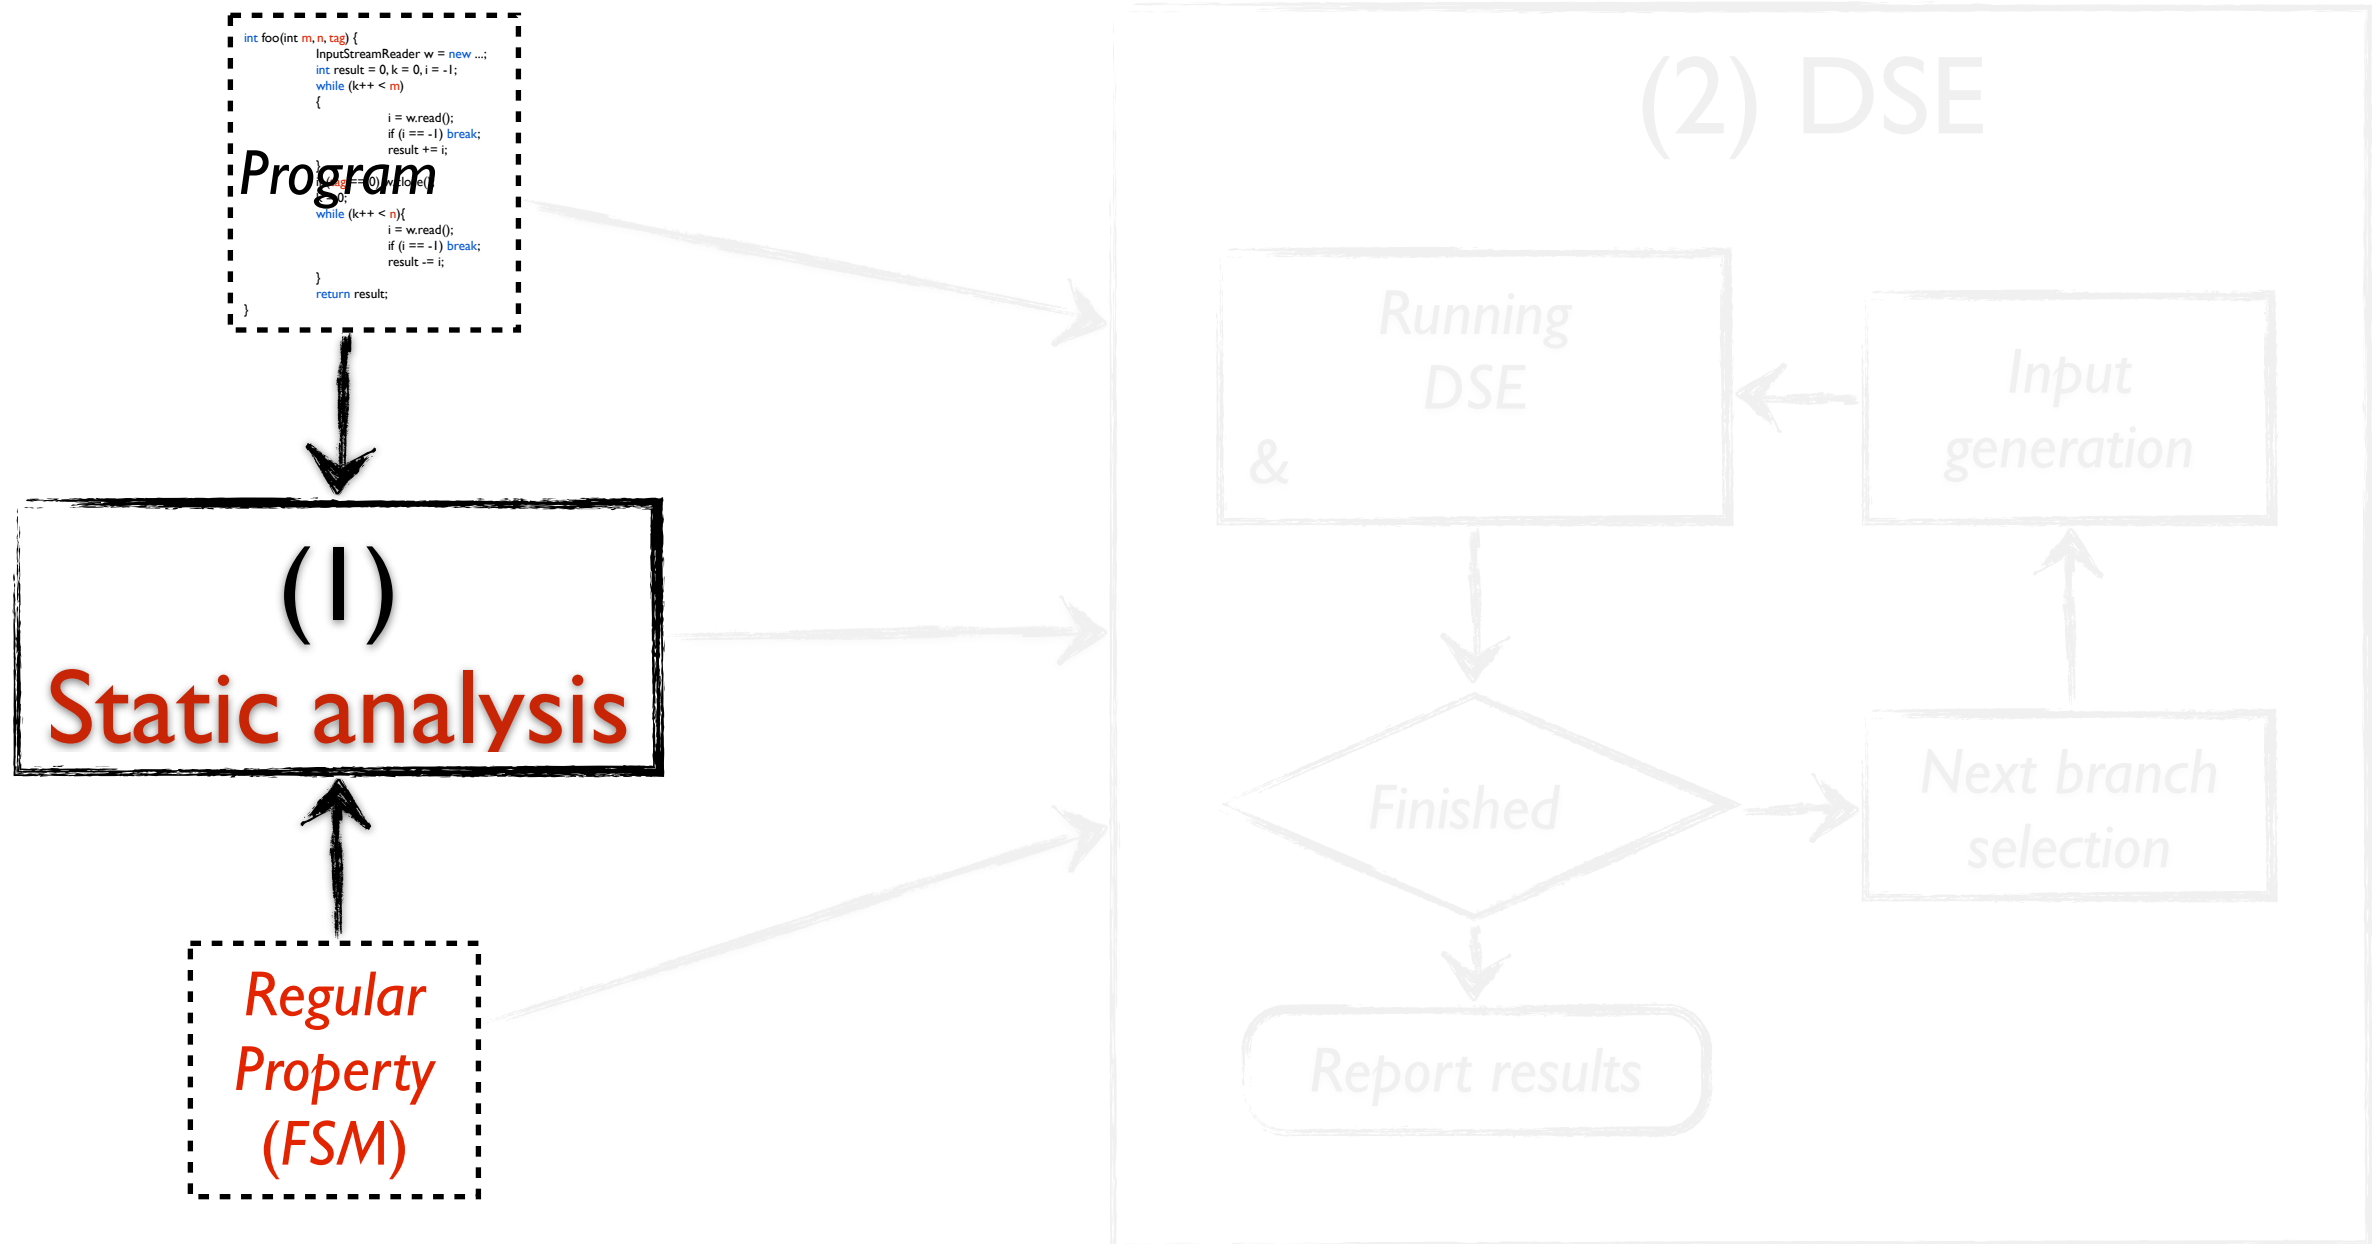 int foo(int m, n, tag) {
InputStreamReader w = new ...;
int result = 0, k = 0, i = -1;
while (k++ < m)
{
i = w.read();
if (i == -1) break;
result += i;
}
Program
while (k++ < n){
i = w.read();
if (i == -1) break;
result -= i;
}
return result;
}
(1)
Static analysis
Regular
Property
(FSM)
(2) DSE
Running
DSE
&
Input
generation
Finished
Next branch
selection
Report results